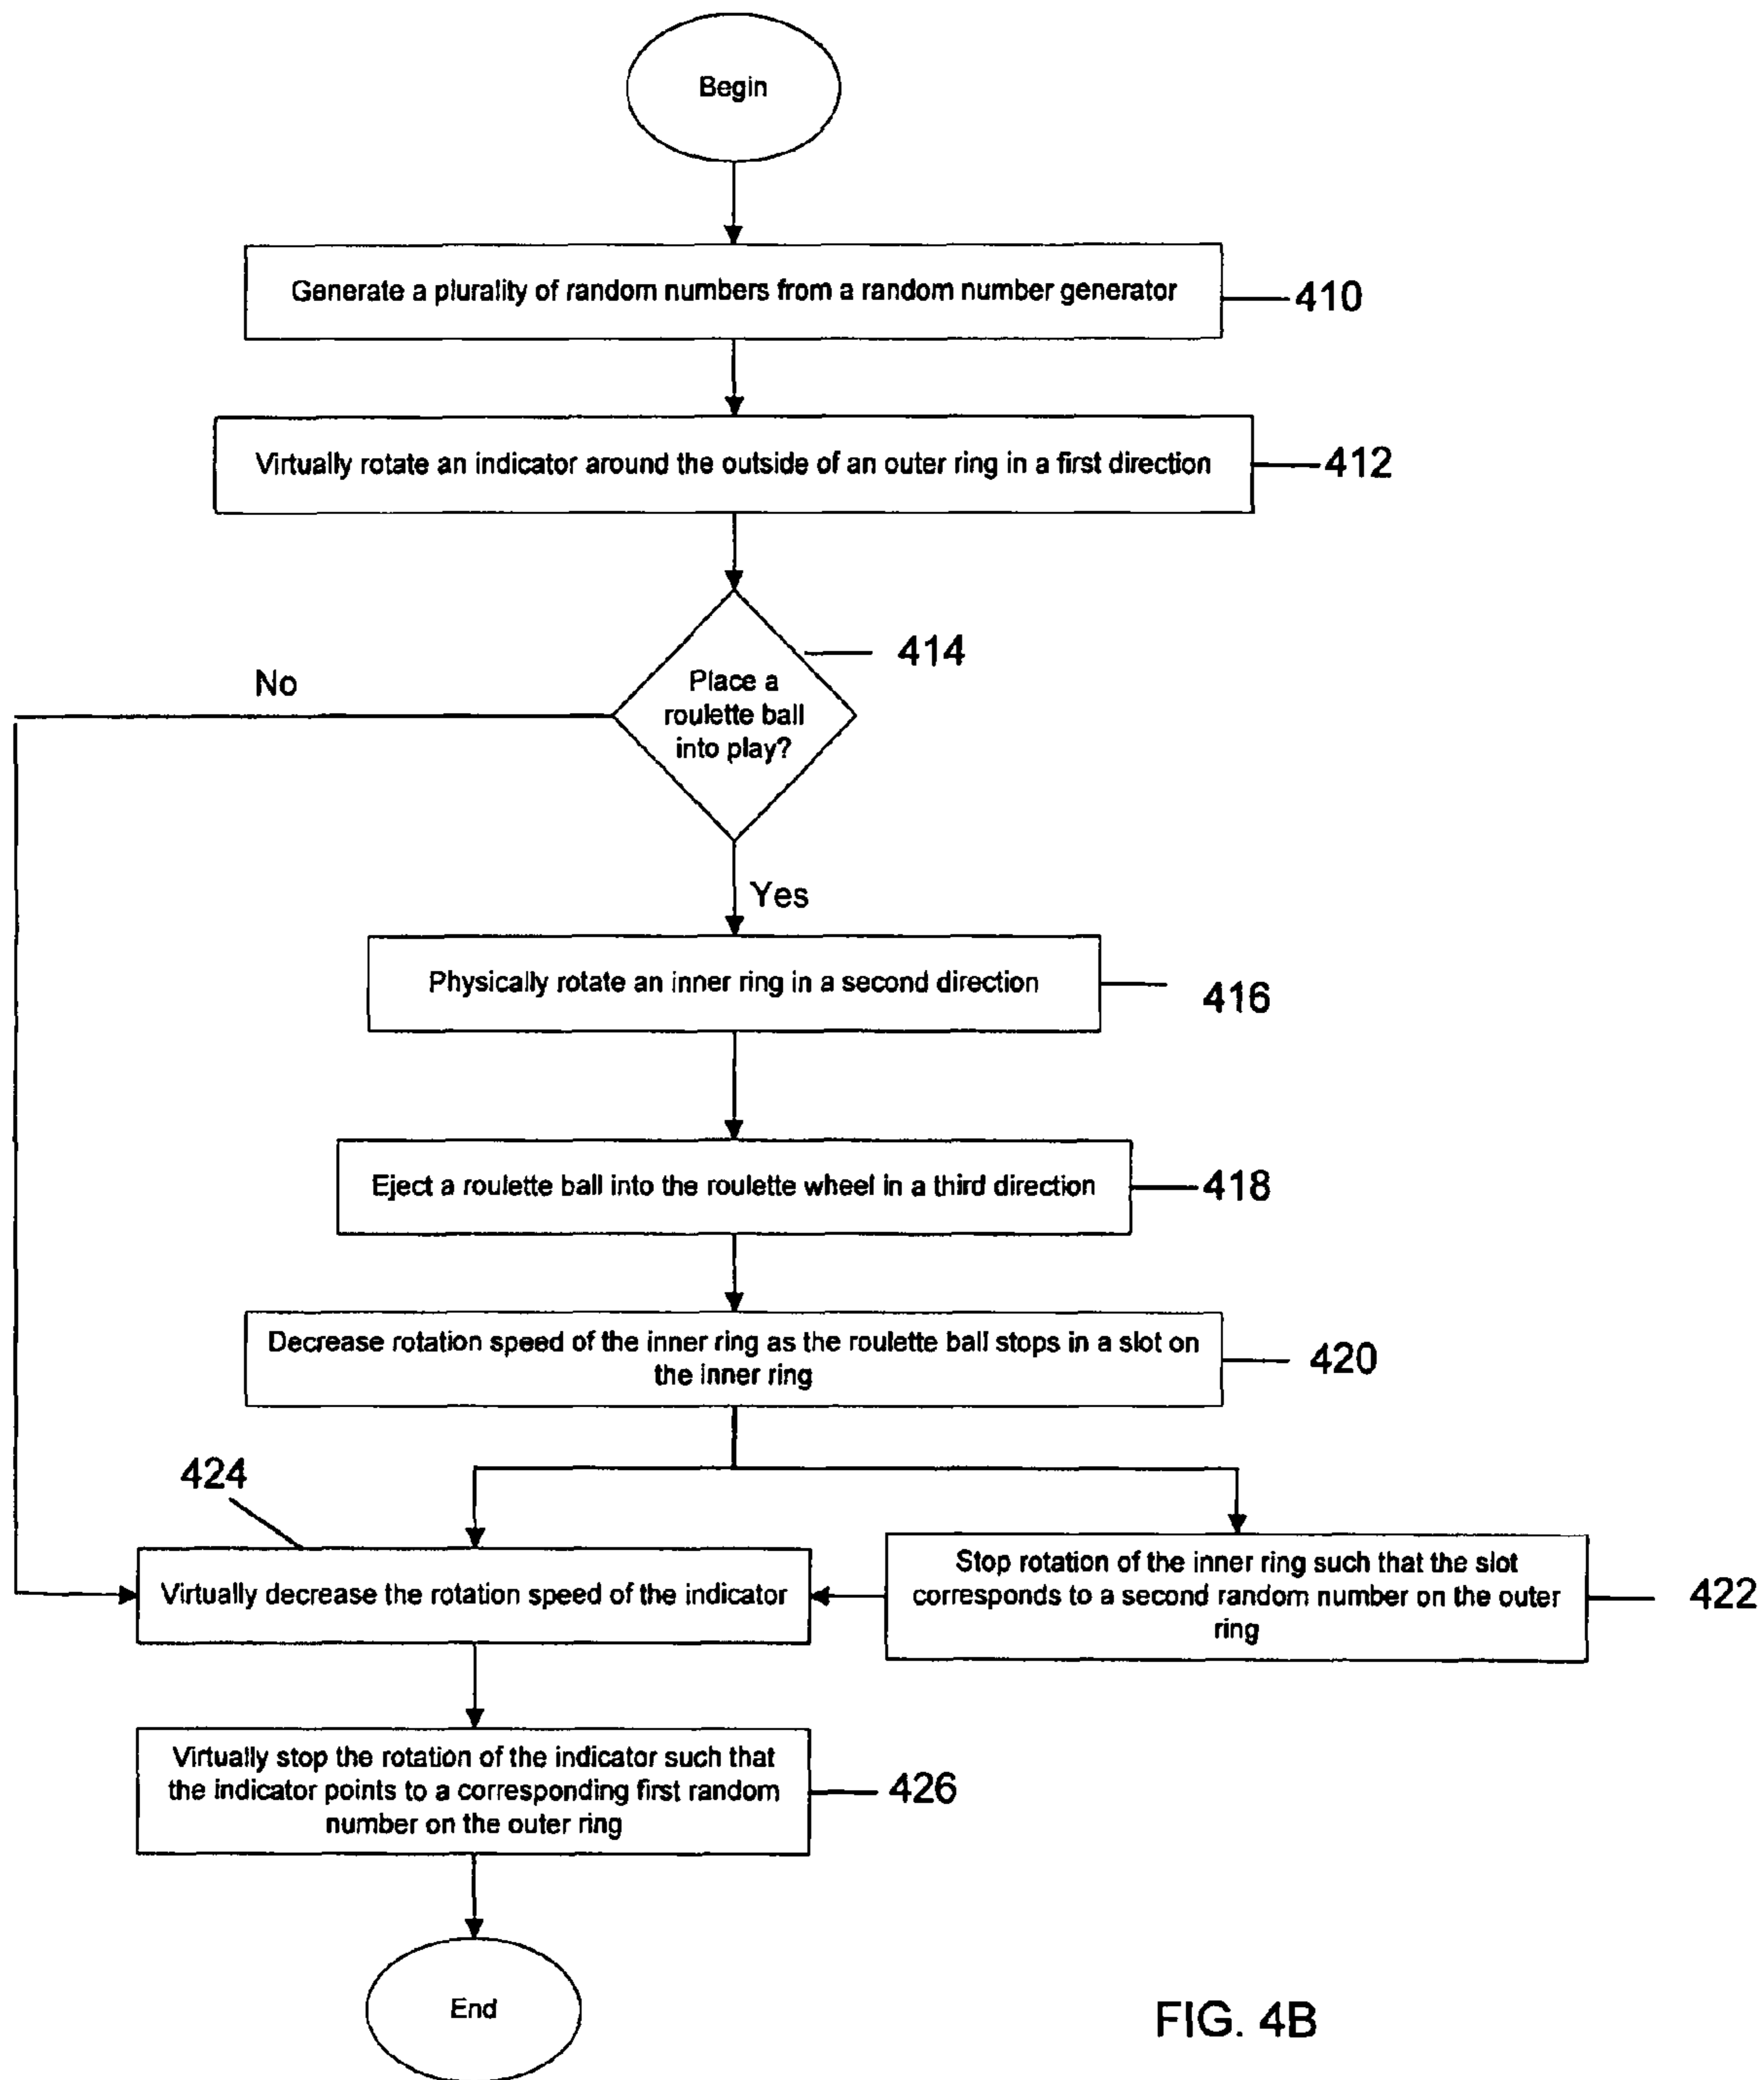 Begin
Generate a plurality of random numbers from a random number generator
410
Virtually rotate an indicator around the outside of an outer ring in a first direction
412
414
Place a
roulette ball
into play?
No
Yes
Physically rotate an inner ring in a second direction
416
Eject a roulette ball into the roulette wheel in a third direction
418
Decrease rotation speed of the inner ring as the roulette ball stops in a slot on
the inner ring
420
424
Virtually decrease the rotation speed of the indicator
Stop rotation of the inner ring such that the slot
corresponds to a second random number on the outer
ring
422
Virtually stop the rotation of the indicator such that
the indicator points to a corresponding first random
number on the outer ring
426
End
FIG. 4B